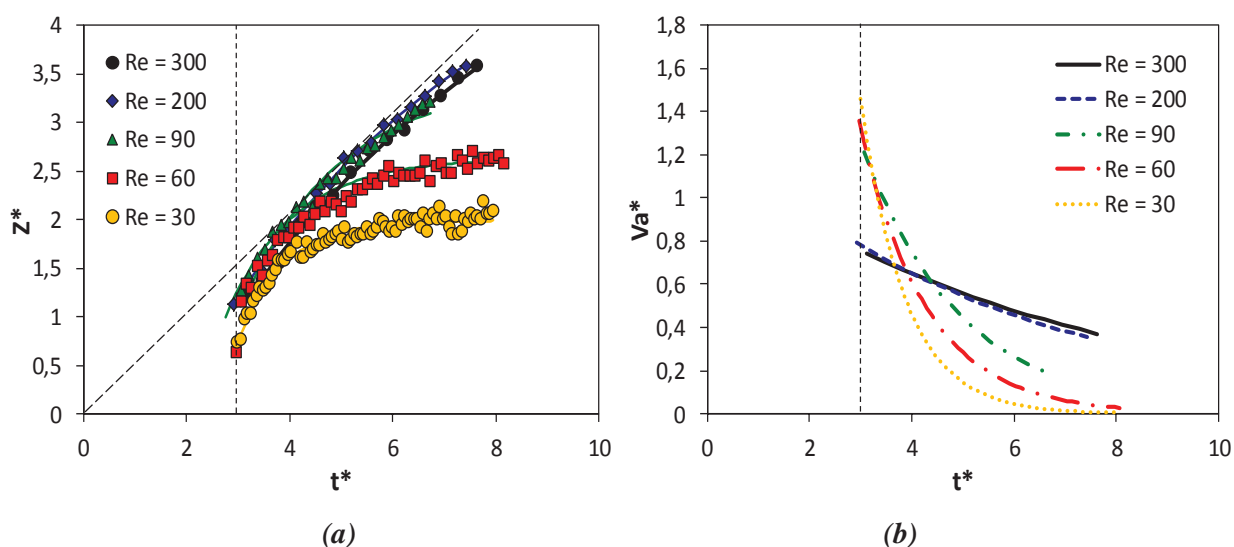 4
3,5
3
2,5
2
1,5
1
0,5
0
Z*
Re = 300
Re = 200
Re = 90
Re = 60
Re = 30
0 2 4 6 8 10
t*
(a)
1,8
1,6
1,4
1,2
1
0,8
0,6
0,4
0,2
0
Va*
Re = 300
Re = 200
Re = 90
Re = 60
Re = 30
0 2 4 6 8 10
t*
(b)